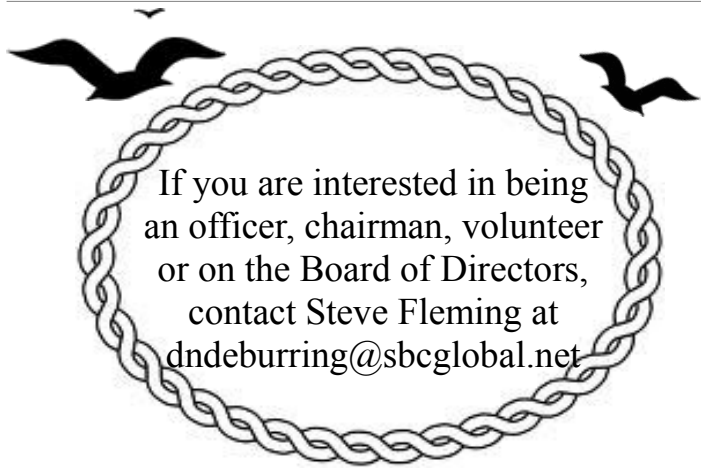 If you are interested in being
an officer, chairman, volunteer
or on the Board of Directors,
contact Steve Fleming at
dndeburring@sbcglobal.net